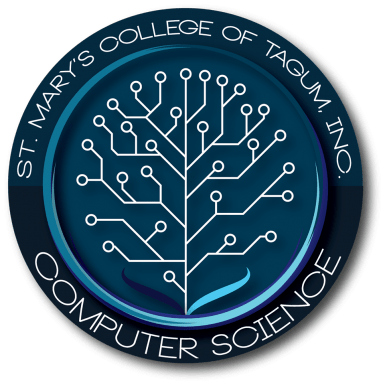 ST. MARY'S COLLEGE OF TAGUM, INC.
COMPUTER SCIENCE